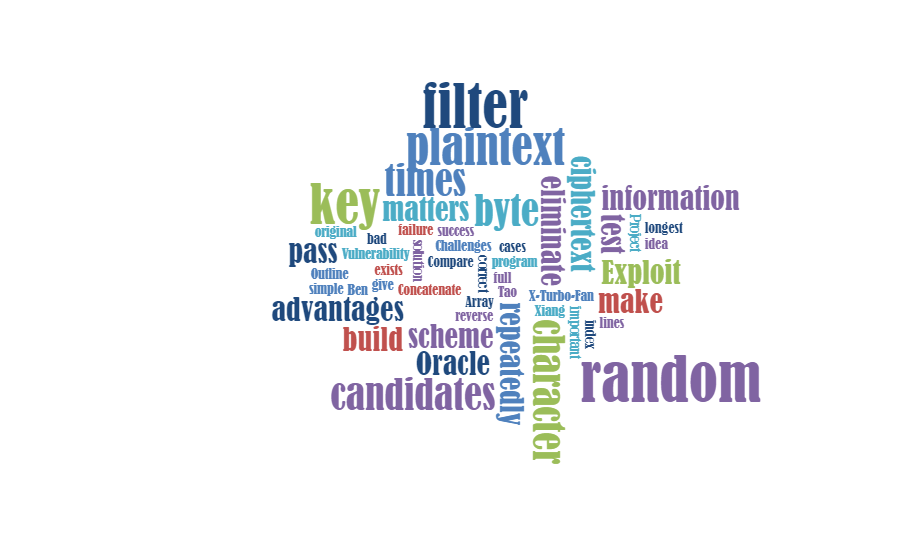 filter
plaintext
times
key
matters
byte
eliminate
ciphertext
information
test
Project
longest
idea
original
failure
success
bad
pass
Vulnerability
solution
Challenges
cases
Compare
correct
program
Exploit
Outline
exists
full
simple
Ben
give
Concatenate
Tao
X-Turbo-Fan
make
advantages
Array
reverse
repeatedly
Xiang
important
index
lines
build
scheme
character
Oracle
candidates
random